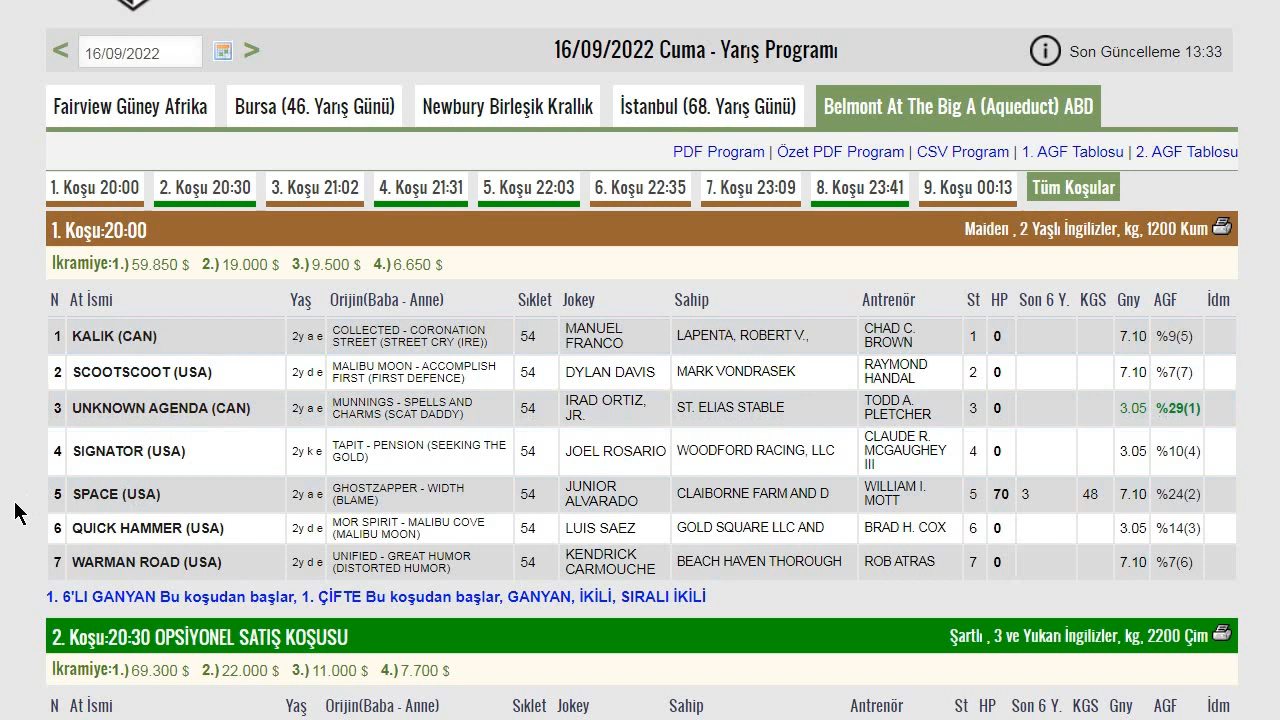 < 16/09/2022 > 16/09/2022 Cuma - Yarış Programı Son Güncelleme 13:33
Fairview Güney Afrika Bursa (46. Yarış Günü) Newbury Birleşik Krallık İstanbul (68. Yarış Günü) Belmont At The Big A (Aqueduct) ABD
PDF Program | Özet PDF Program | CSV Program | 1. AGF Tablosu | 2. AGF Tablosu
1. Koşu 20:00 2. Koşu 20:30 3. Koşu 21:02 4. Koşu 21:31 5. Koşu 22:03 6. Koşu 22:35 7. Koşu 23:09 8. Koşu 23:41 9. Koşu 00:13 Tüm Koşular
1. Koşu:20:00 Maiden , 2 Yaşlı İngilizler, kg, 1200 Kum
Ikramiye:1.) 59.850 $ 2.) 19.000 $ 3.) 9.500 $ 4.) 6.650 $
N At İsmi Yaş Orijin(Baba - Anne) Sıklet Jokey Sahip Antrenör St HP Son 6 Y. KGS Gny AGF İdm
1 KALIK (CAN) 2y a e COLLECTED - CORONATION STREET (STREET CRY (IRE)) 54 MANUEL FRANCO LAPENTA, ROBERT V., CHAD C. BROWN 1 0 7.10 %9(5)
2 SCOOTSCOOT (USA) 2y d e MALIBU MOON - ACCOMPLISH FIRST (FIRST DEFENCE) 54 DYLAN DAVIS MARK VONDRASEK RAYMOND HANDAL 2 0 7.10 %7(7)
3 UNKNOWN AGENDA (CAN) 2y a e MUNNINGS - SPELLS AND CHARMS (SCAT DADDY) 54 IRAD ORTIZ, JR. ST. ELIAS STABLE TODD A. PLETCHER 3 0 3.05 %29(1)
4 SIGNATOR (USA) 2y k e TAPIT - PENSION (SEEKING THE GOLD) 54 JOEL ROSARIO WOODFORD RACING, LLC CLAUDE R. MCGAUGHEY III 4 0 3.05 %10(4)
5 SPACE (USA) 2y a e GHOSTZAPPER - WIDTH (BLAME) 54 JUNIOR ALVARADO CLAIBORNE FARM AND D WILLIAM I. MOTT 5 70 3 48 7.10 %24(2)
6 QUICK HAMMER (USA) 2y d e MOR SPIRIT - MALIBU COVE (MALIBU MOON) 54 LUIS SAEZ GOLD SQUARE LLC AND BRAD H. COX 6 0 3.05 %14(3)
7 WARMAN ROAD (USA) 2y d e UNIFIED - GREAT HUMOR (DISTORTED HUMOR) 54 KENDRICK CARMOUCHE BEACH HAVEN THOROUGH ROB ATRAS 7 0 7.10 %7(6)
1. 6'LI GANYAN Bu koşudan başlar, 1. ÇİFTE Bu koşudan başlar, GANYAN, İKİLİ, SIRALI İKİLİ
2. Koşu:20:30 OPSİYONEL SATIŞ KOŞUSU Şartlı , 3 ve Yukarı İngilizler, kg, 2200 Çim
Ikramiye:1.) 69.300 $ 2.) 22.000 $ 3.) 11.000 $ 4.) 7.700 $
N At İsmi Yaş Orijin(Baba - Anne) Sıklet Jokey Sahip Antrenör St HP Son 6 Y. KGS Gny AGF İdm